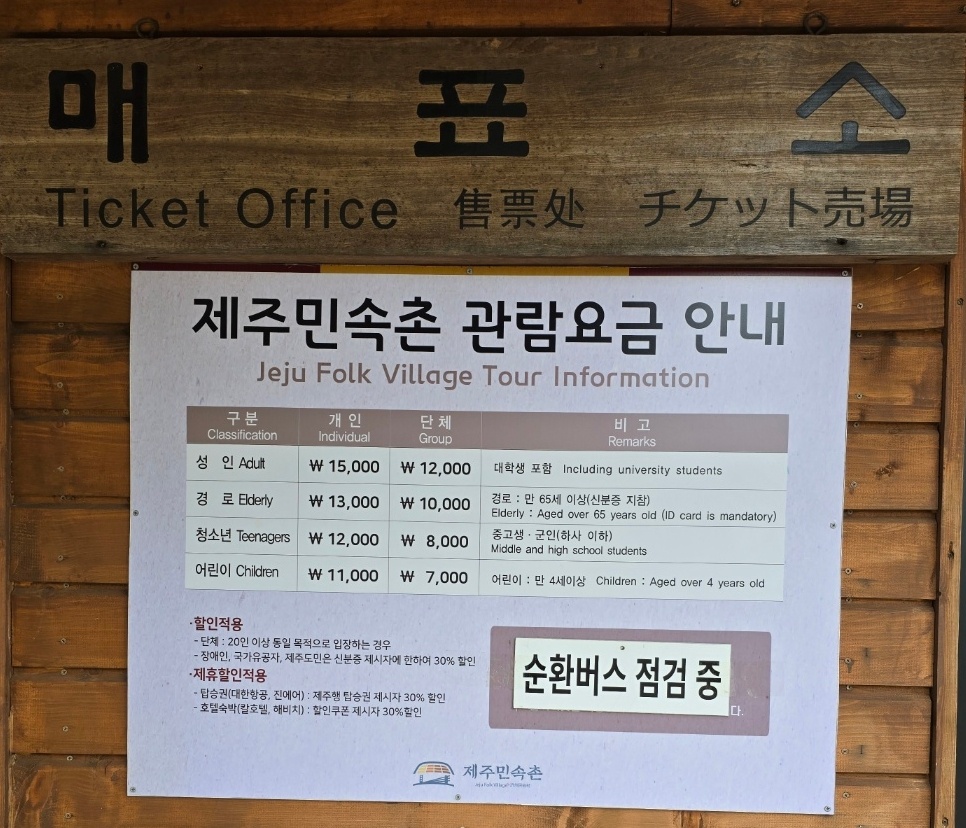 매 표 소
Ticket Office 售票处 チケット売場
제주민속촌 관람요금 안내
Jeju Folk Village Tour Information
구분 개인 단체 비고
Classification Individual Group Remarks
성 인 Adult ₩ 15,000 ₩ 12,000 대학생 포함 Including university students
경 로 Elderly ₩ 13,000 ₩ 10,000 경로 : 만 65세 이상(신분증 지참)
Elderly : Aged over 65 years old (ID card is mandatory)
청소년 Teenagers ₩ 12,000 ₩ 8,000 중고생 · 군인(하사 이하)
Middle and high school students
어린이 Children ₩ 11,000 ₩ 7,000 어린이 : 만 4세이상 Children : Aged over 4 years old
·할인적용
- 단체 : 20인 이상 동일 목적으로 입장하는 경우
- 장애인, 국가유공자, 제주도민은 신분증 제시자에 한하여 30% 할인
·제휴할인적용
- 탑승권(대한항공, 진에어) : 제주행 탑승권 제시자 30% 할인
- 호텔숙박(칼호텔, 해비치) : 할인쿠폰 제시자 30%할인
순환버스 점검 중
다.
제주민속촌